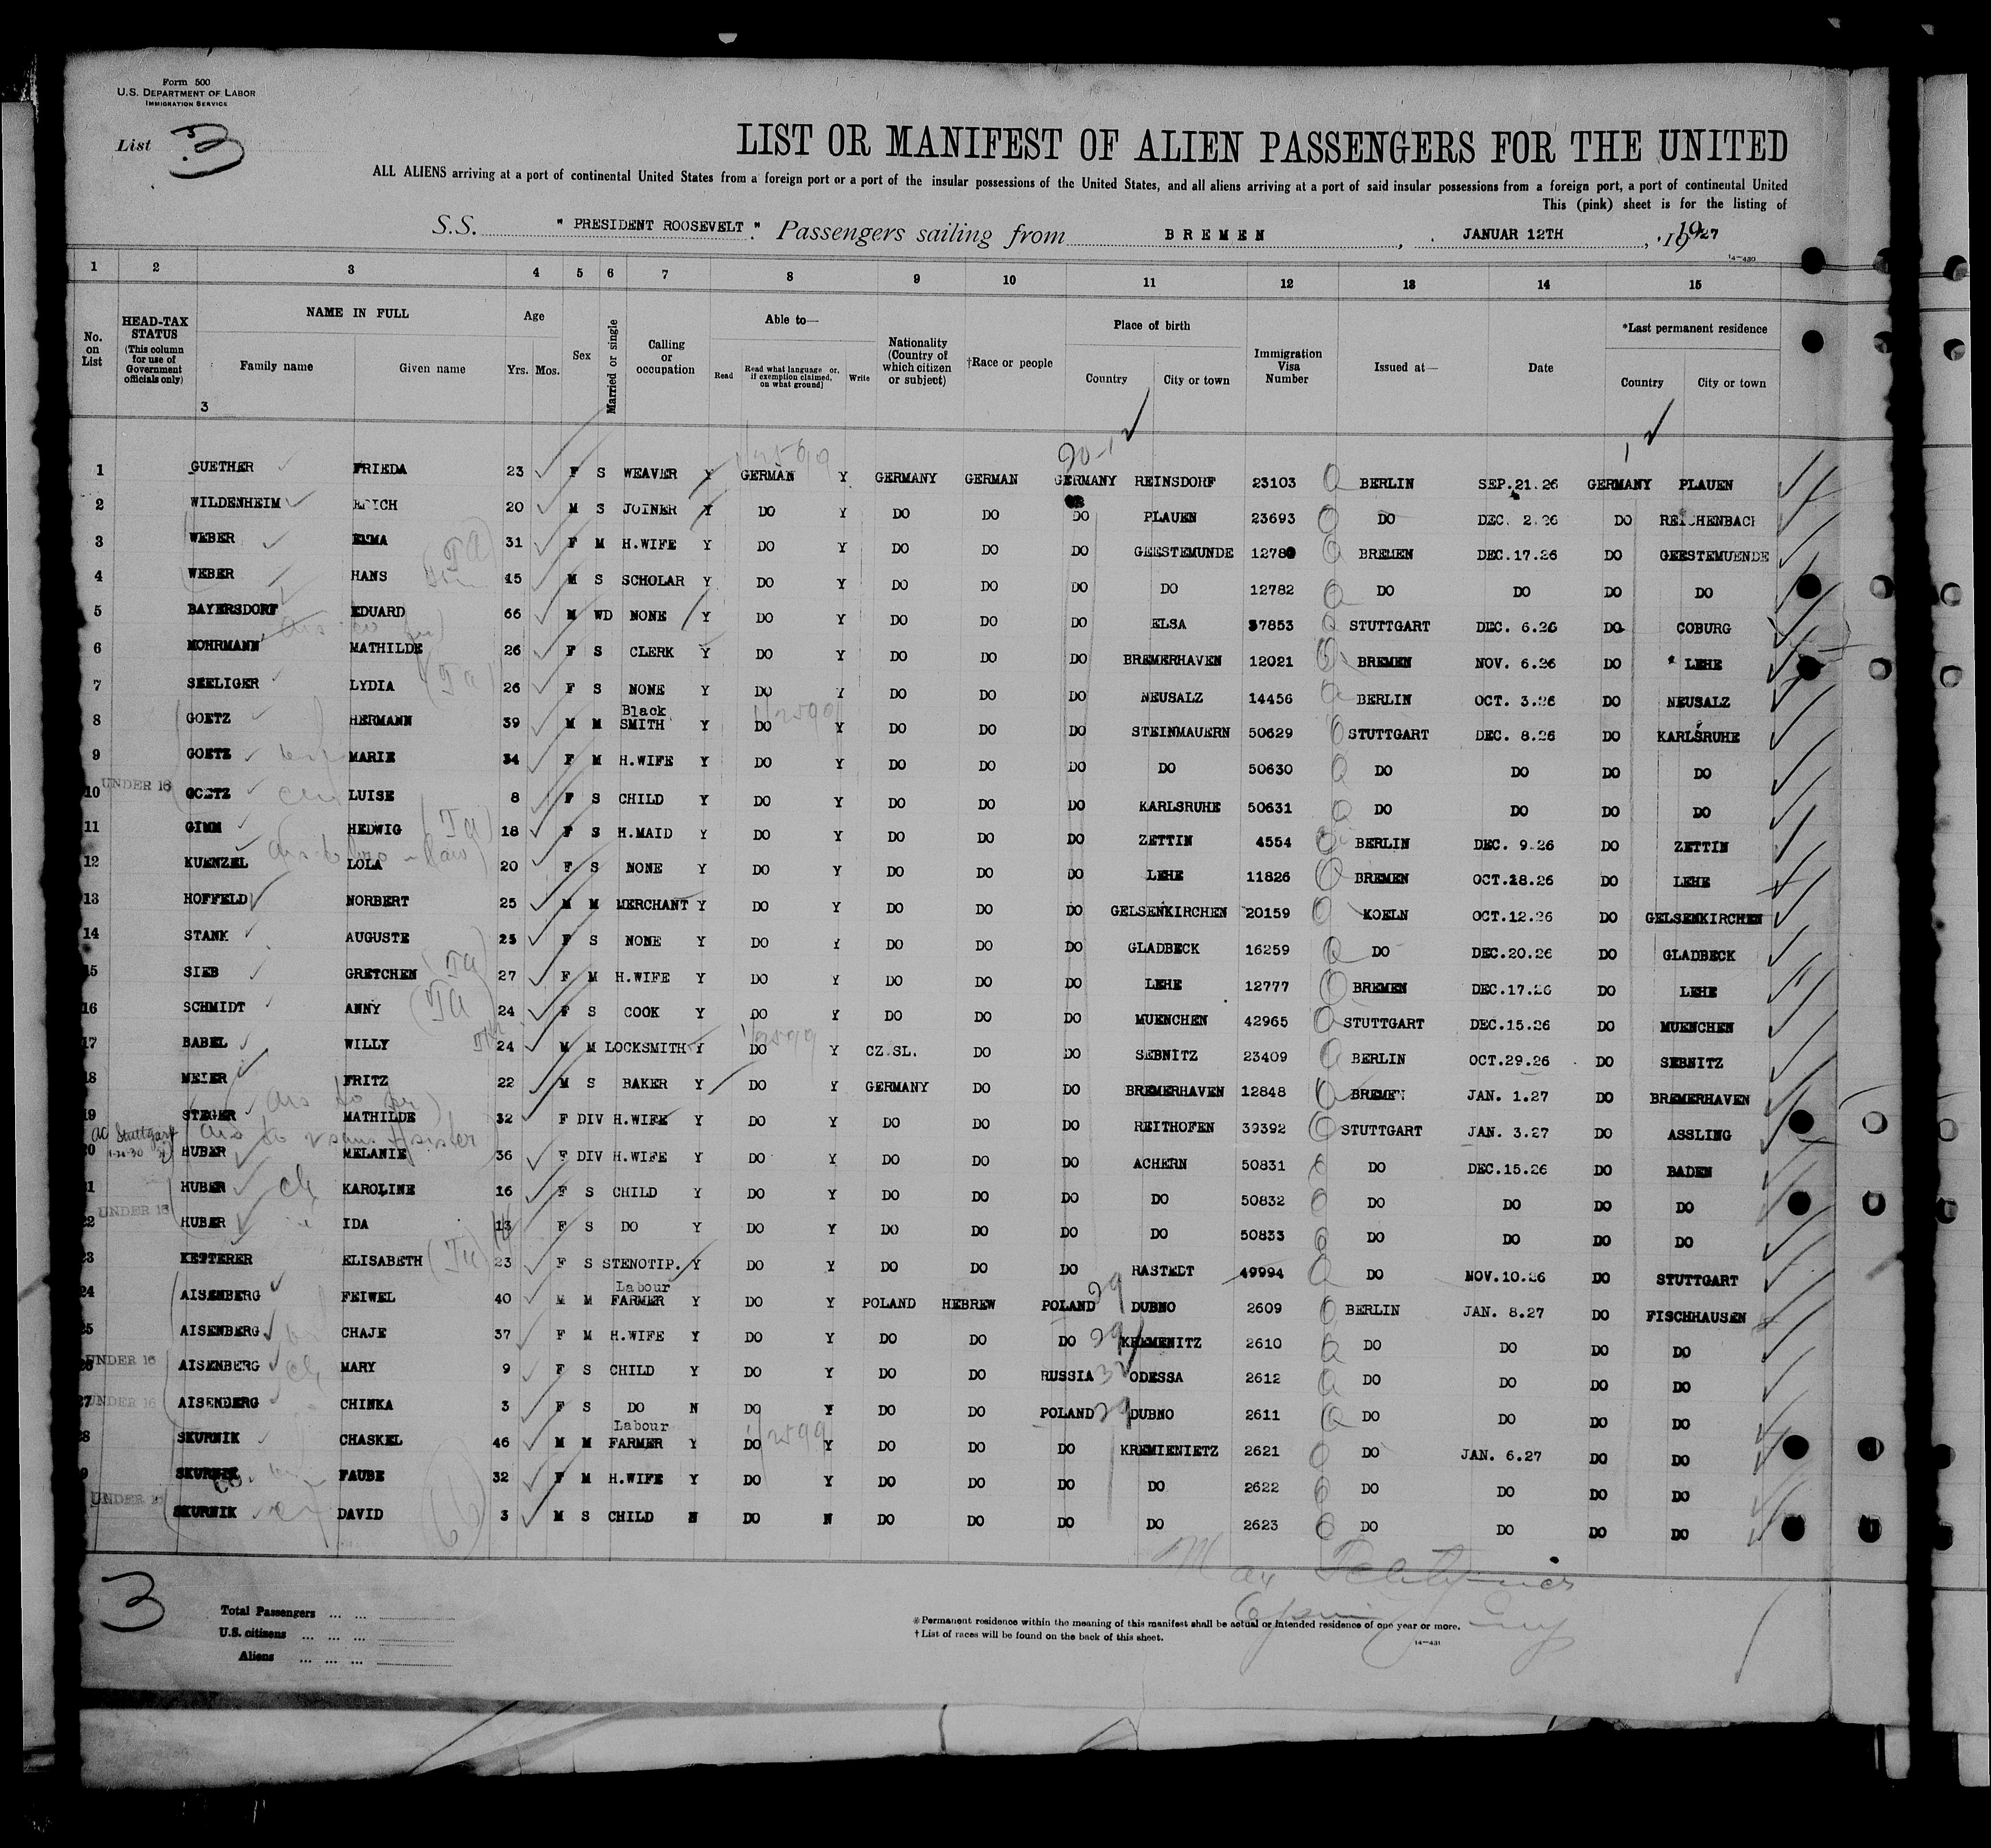 Form 500
U.S. DEPARTMENT OF LABOR
IMMIGRATION SERVICE
List 3
LIST OR MANIFEST OF ALIEN PASSENGERS FOR THE UNITED
ALL ALIENS arriving at a port of continental United States from a foreign port or a port of the insular possessions of the United States, and all aliens arriving at a port of said insular possessions from a foreign port, a port of continental United
This (pink) sheet is for the listing of
S.S. "PRESIDENT ROOSEVELT." Passengers sailing from BREMEN, JANUAR 12TH, 1927
14-430
1 2 3 4 5 6 7 8 9 10 11 12 13 14 15
No. on List
HEAD-TAX STATUS (This column for use of Government officials only)
NAME IN FULL
Family name Given name
Age
Yrs. Mos.
Sex
Married or single
Calling or occupation
Able to—
Read Read what language or, if exemption claimed, on what ground) Write
Nationality (Country of which citizen or subject)
†Race or people
Place of birth
Country City or town
Immigration Visa Number
Issued at—
Date
*Last permanent residence
Country City or town
3
1 GUETHER FRIEDA 23 F S WEAVER Y GERMAN Y GERMANY GERMAN GERMANY REINSDORF 23103 BERLIN SEP.21.26 GERMANY PLAUEN
2 WILDENHEIM 20 M S JOINER Y DO Y DO DO DO PLAUEN 23693 DO DEC. 2.26 DO REICHENBACH
3 WEBER 31 F M H.WIFE Y DO Y DO DO DO GEESTEMUNDE BREMEN DEC.17.26 DO GEESTEMUENDE
4 WEBER HANS 15 M S SCHOLAR Y DO Y DO DO DO DO 12782 DO DO DO DO
5 BAYERSDORF EDUARD 66 M WD NONE Y DO Y DO DO DO ELSA 37853 STUTTGART DEC. 6.26 DO COBURG
6 MOHRMANN MATHILDE 26 F S CLERK Y DO Y DO DO DO BREMERHAVEN 12021 BREMEN NOV. 6.26 DO LEHE
7 SEELIGER LYDIA 26 F S NONE Y DO Y DO DO DO NEUSALZ 14456 BERLIN OCT. 3.26 DO NEUSALZ
8 GOETZ HERMANN 39 M M Black SMITH Y DO Y DO DO DO STEINMAUERN 50629 STUTTGART DEC. 8.26 DO KARLSRUHE
9 GOETZ MARIE 34 F M H.WIFE Y DO Y DO DO DO DO 50630 DO DO DO DO
UNDER 16
10 GOETZ LUISE 8 F S CHILD Y DO Y DO DO DO KARLSRUHE 50631 DO DO DO DO
11 GIMM HEDWIG 18 F S H.MAID Y DO Y DO DO DO ZETTIN 4554 BERLIN DEC. 9.26 DO ZETTIN
12 KUENZEL LOLA 20 F S NONE Y DO Y DO DO DO LEHE 11826 BREMEN OCT.28.26 DO LEHE
13 HOFFELD NORBERT 25 M M MERCHANT Y DO Y DO DO DO GELSENKIRCHEN 20159 KOELN OCT.12.26 DO GELSENKIRCHEN
14 STANK AUGUSTE 25 F S NONE Y DO Y DO DO DO GLADBECK 16259 DO DEC.20.26 DO GLADBECK
15 SIEB GRETCHEN 27 F M H.WIFE Y DO Y DO DO DO LEHE 12777 BREMEN DEC.17.26 DO LEHE
16 SCHMIDT ANNY 24 F S COOK Y DO Y DO DO DO MUENCHEN 42965 STUTTGART DEC.15.26 DO MUENCHEN
17 BABEL WILLY 24 M M LOCKSMITH Y DO Y CZ.SL. DO DO SEBNITZ 23409 BERLIN OCT.29.26 DO SEBNITZ
18 MEIER FRITZ 22 M S BAKER Y DO Y GERMANY DO DO BREMERHAVEN 12848 BREMEN JAN. 1.27 DO BREMERHAVEN
19 STEGER MATHILDE 32 F DIV H.WIFE Y DO Y DO DO DO REITHOFEN 39392 STUTTGART JAN. 3.27 DO ASSLING
20 HUBER MELANIE 36 F DIV H.WIFE Y DO Y DO DO DO ACHERN 50831 DO DEC.15.26 DO BADEN
21 HUBER KAROLINE 16 F S CHILD Y DO Y DO DO DO DO 50832 DO DO DO DO
UNDER 16
22 HUBER IDA 13 F S DO Y DO Y DO DO DO DO 50833 DO DO DO DO
23 KETTERER ELISABETH 23 F S STENOTIP. Y DO Y DO DO DO RASTEDT 49994 DO NOV.10.26 DO STUTTGART
24 AISENBERG FEIWEL 40 M M Labour FARMER Y DO Y POLAND HEBREW POLAND DUBNO 2609 BERLIN JAN. 8.27 DO FISCHHAUSEN
25 AISENBERG CHAJE 37 F M H.WIFE Y DO Y DO DO DO KREMENITZ 2610 DO DO DO DO
UNDER 16
26 AISENBERG MARY 9 F S CHILD Y DO Y DO DO RUSSIA ODESSA 2612 DO DO DO DO
UNDER 16
27 AISENBERG CHINKA 3 F S DO N DO Y DO DO POLAND DUBNO 2611 DO DO DO DO
28 SKURNIK CHASKEL 46 M M Labour FARMER Y DO Y DO DO DO KREMIENIETZ 2621 DO JAN. 6.27 DO DO
29 SKURNIK FAUBE 32 F M H.WIFE Y DO Y DO DO DO DO 2622 DO DO DO DO
UNDER 16
SKURNIK DAVID 3 M S CHILD N DO N DO DO DO DO 2623 DO DO DO DO
3
Total Passengers ... ...
U.S. citizens ... ... ...
Aliens ... ... ...
*Permanent residence within the meaning of this manifest shall be actual or intended residence of one year or more.
†List of races will be found on the back of this sheet.
14-431